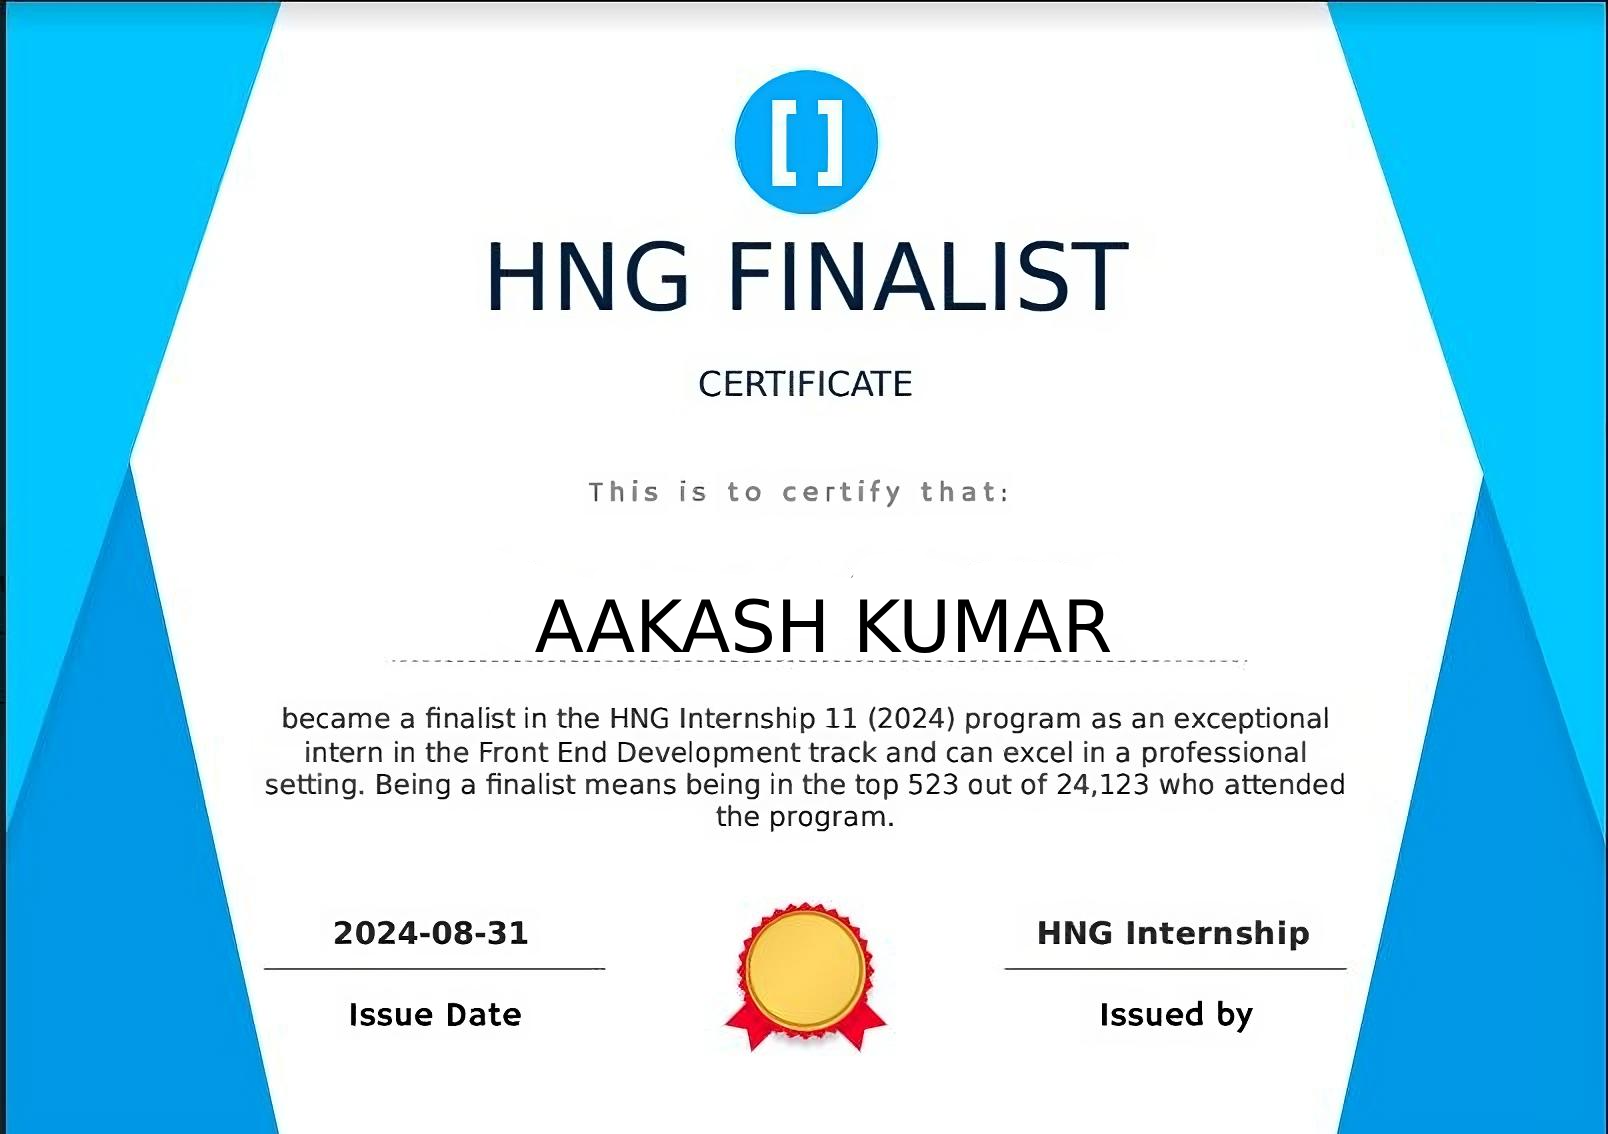 []
HNG FINALIST
CERTIFICATE
This is to certify that:
AAKASH KUMAR
became a finalist in the HNG Internship 11 (2024) program as an exceptional
intern in the Front End Development track and can excel in a professional
setting. Being a finalist means being in the top 523 out of 24,123 who attended
the program.
2024-08-31
Issue Date
HNG Internship
Issued by